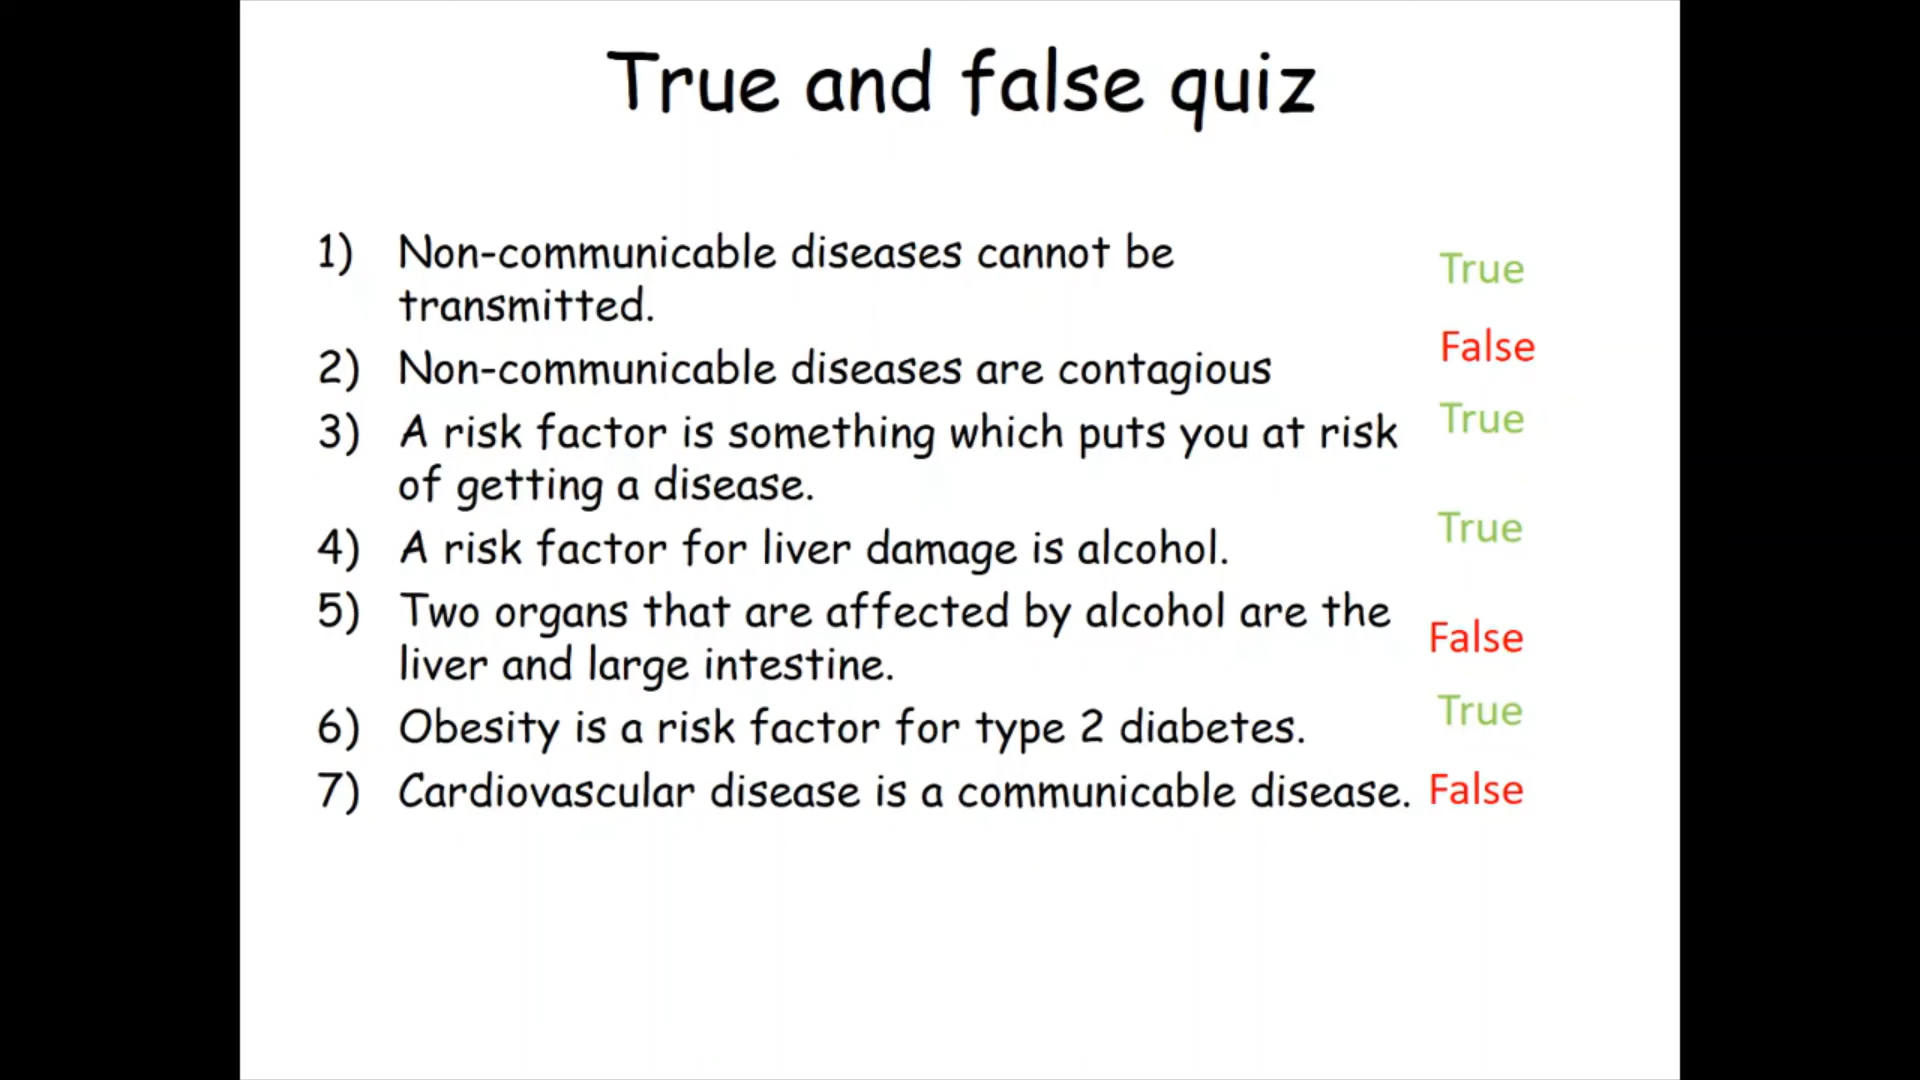 True and false quiz
1) Non-communicable diseases cannot be
transmitted.
True
2) Non-communicable diseases are contagious
False
3) A risk factor is something which puts you at risk
of getting a disease.
True
4) A risk factor for liver damage is alcohol.
True
5) Two organs that are affected by alcohol are the
liver and large intestine.
False
6) Obesity is a risk factor for type 2 diabetes.
True
7) Cardiovascular disease is a communicable disease.
False